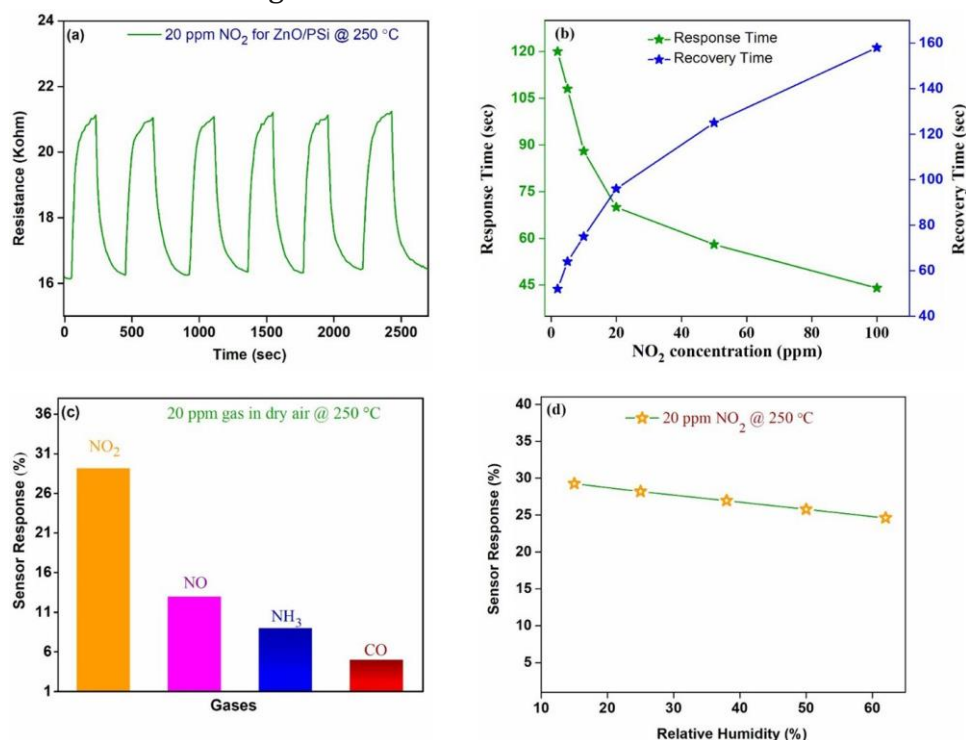 (a) 20 ppm NO₂ for ZnO/PSi @ 250 °C
24
22
20
18
16
Resistance (Kohm)
0 500 1000 1500 2000 2500
Time (sec)
(b) Response Time
Recovery Time
120
105
90
75
60
45
Response Time (sec)
160
140
120
100
80
60
40
Recovery Time (sec)
0 20 40 60 80 100
NO₂ concentration (ppm)
(c) 20 ppm gas in dry air @ 250 °C
36
31
26
21
16
11
6
1
Sensor Response (%)
NO₂
NO
NH₃
CO
Gases
(d) 20 ppm NO₂ @ 250 °C
40
35
30
25
20
15
10
5
Sensor Response (%)
10 20 30 40 50 60
Relative Humidity (%)